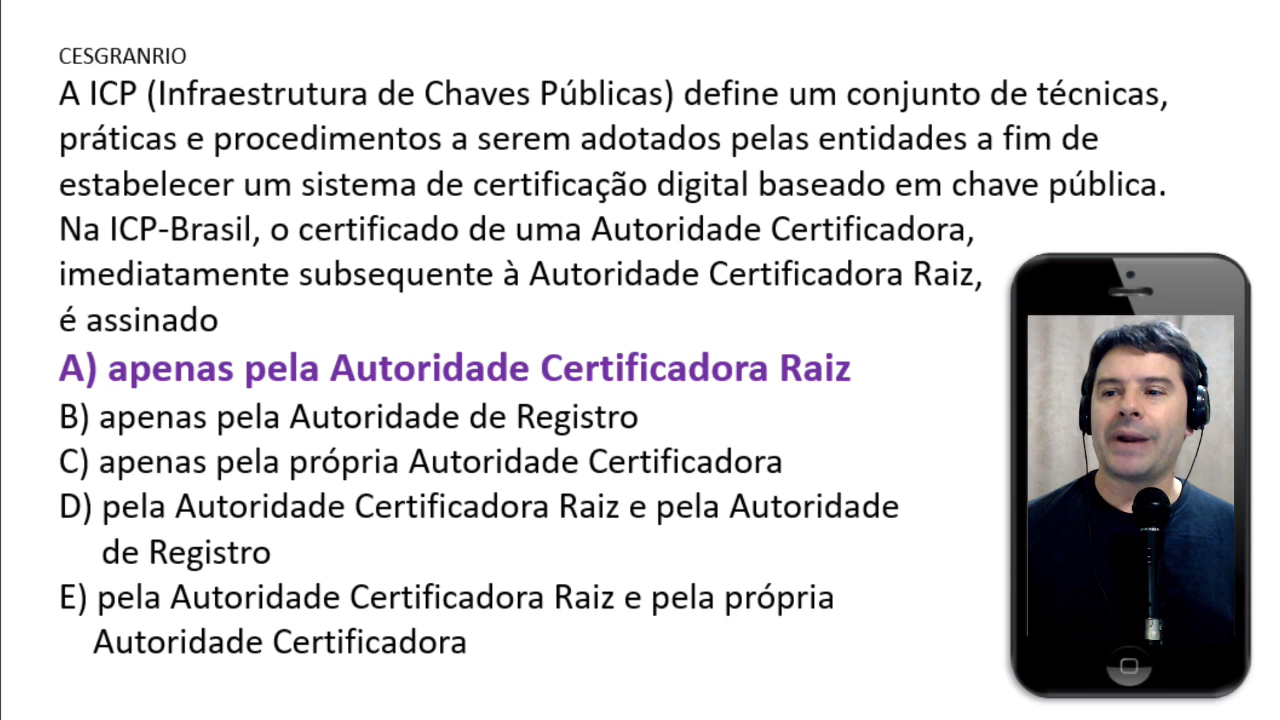 CESGRANRIO
A ICP (Infraestrutura de Chaves Públicas) define um conjunto de técnicas,
práticas e procedimentos a serem adotados pelas entidades a fim de
estabelecer um sistema de certificação digital baseado em chave pública.
Na ICP-Brasil, o certificado de uma Autoridade Certificadora,
imediatamente subsequente à Autoridade Certificadora Raiz,
é assinado
A) apenas pela Autoridade Certificadora Raiz
B) apenas pela Autoridade de Registro
C) apenas pela própria Autoridade Certificadora
D) pela Autoridade Certificadora Raiz e pela Autoridade
de Registro
E) pela Autoridade Certificadora Raiz e pela própria
Autoridade Certificadora